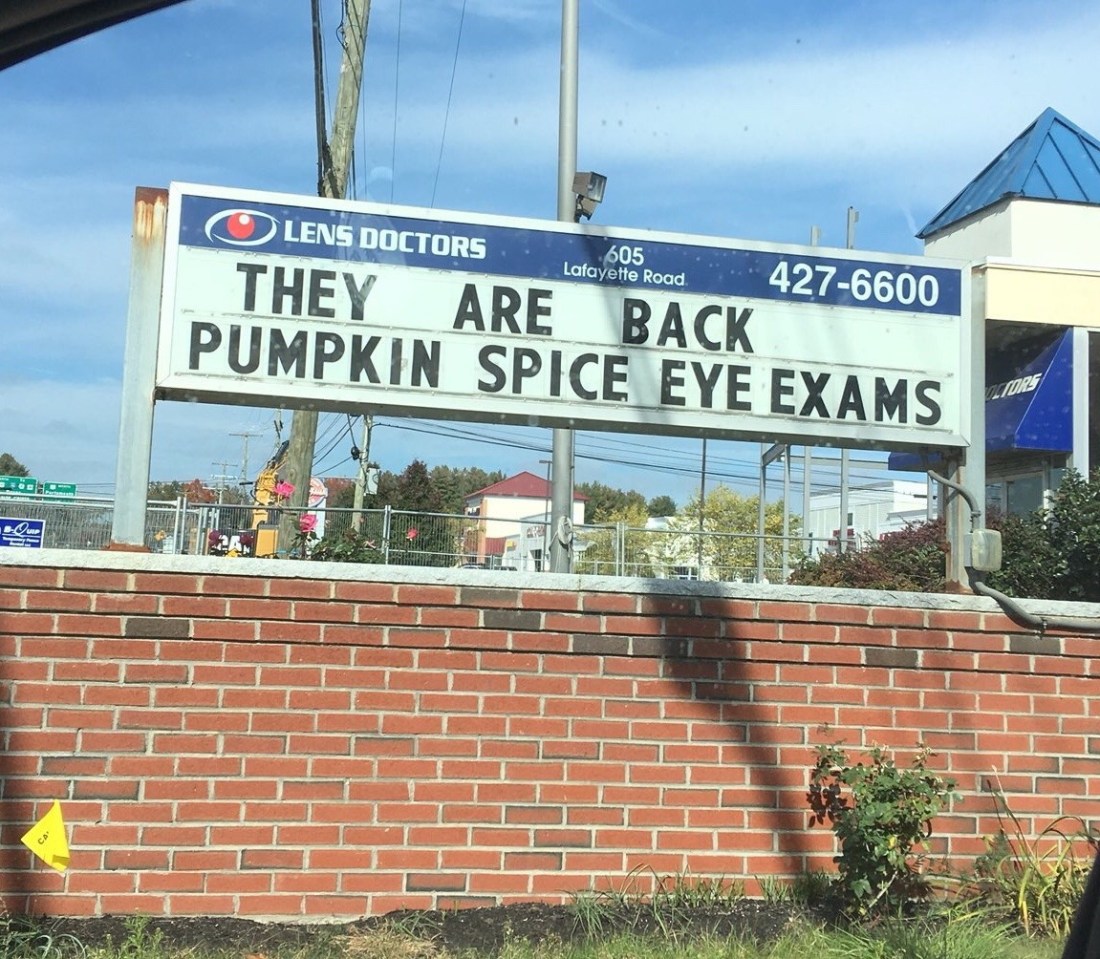 LENS DOCTORS
605
Lafayette Road
427-6600
THEY ARE BACK
PUMPKIN SPICE EYE EXAMS